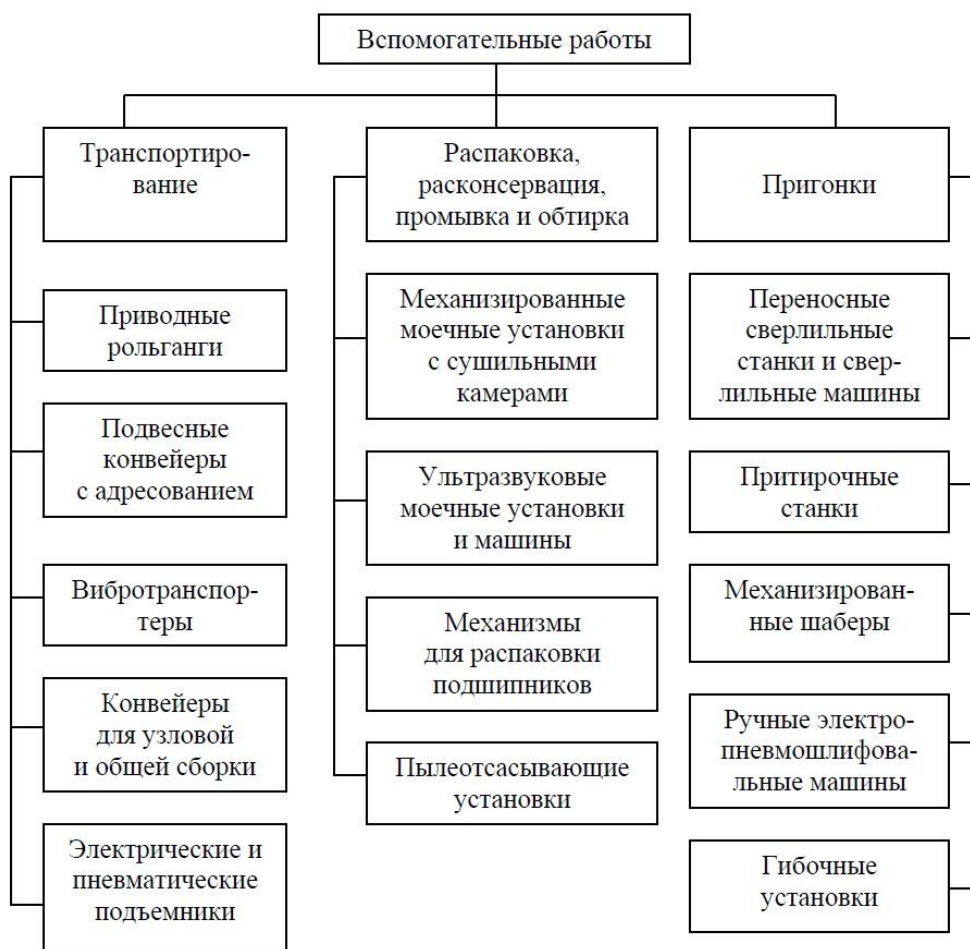 Вспомогательные работы
Транспортиро-
вание
Приводные
рольганги
Подвесные
конвейеры
с адресованием
Вибротранспор-
теры
Конвейеры
для узловой
и общей сборки
Электрические и
пневматические
подъемники
Распаковка,
расконсервация,
промывка и обтирка
Механизированные
моечные установки
с сушильными
камерами
Ультразвуковые
моечные установки
и машины
Механизмы
для распаковки
подшипников
Пылеотсасывающие
установки
Пригонки
Переносные
сверлильные
станки и свер-
лильные машины
Притирочные
станки
Механизирован-
ные шаберы
Ручные электро-
пневмошлифоваль-
ные машины
Гибочные
установки